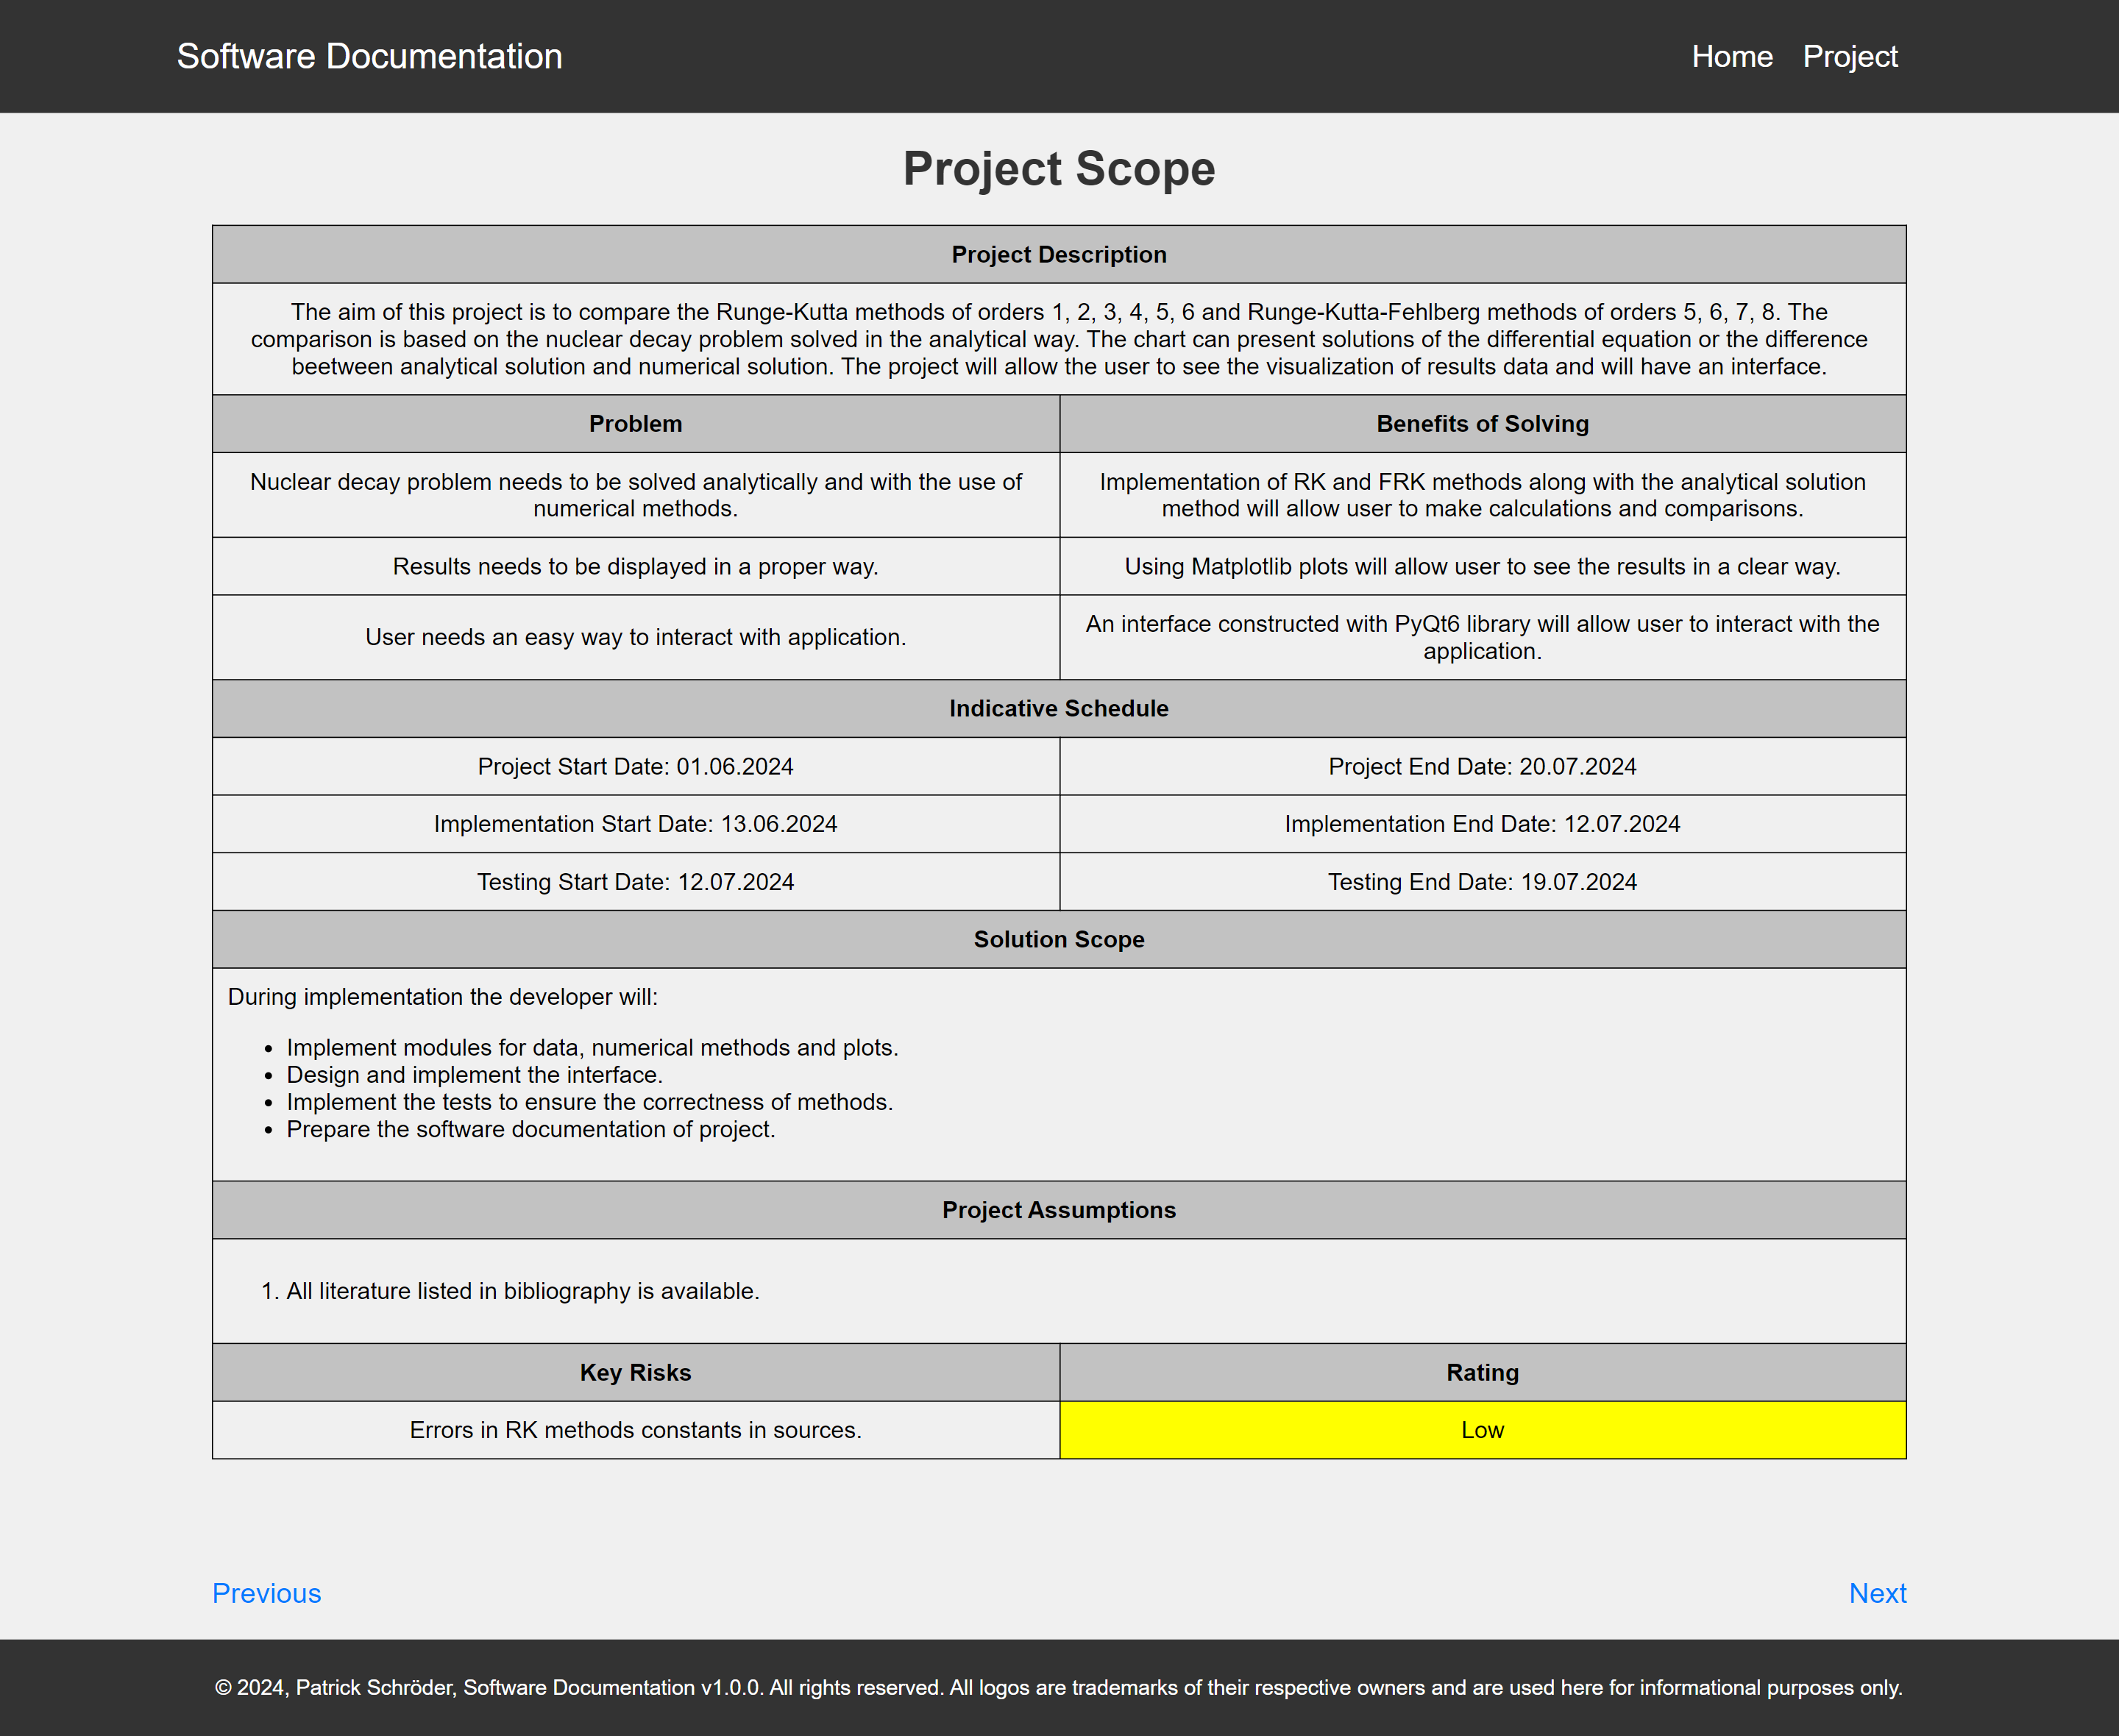 Software Documentation
Home Project
Project Scope
Project Description
The aim of this project is to compare the Runge-Kutta methods of orders 1, 2, 3, 4, 5, 6 and Runge-Kutta-Fehlberg methods of orders 5, 6, 7, 8. The
comparison is based on the nuclear decay problem solved in the analytical way. The chart can present solutions of the differential equation or the difference
beetween analytical solution and numerical solution. The project will allow the user to see the visualization of results data and will have an interface.
Problem
Benefits of Solving
Nuclear decay problem needs to be solved analytically and with the use of
numerical methods.
Implementation of RK and FRK methods along with the analytical solution
method will allow user to make calculations and comparisons.
Results needs to be displayed in a proper way.
Using Matplotlib plots will allow user to see the results in a clear way.
User needs an easy way to interact with application.
An interface constructed with PyQt6 library will allow user to interact with the
application.
Indicative Schedule
Project Start Date: 01.06.2024
Project End Date: 20.07.2024
Implementation Start Date: 13.06.2024
Implementation End Date: 12.07.2024
Testing Start Date: 12.07.2024
Testing End Date: 19.07.2024
Solution Scope
During implementation the developer will:
• Implement modules for data, numerical methods and plots.
• Design and implement the interface.
• Implement the tests to ensure the correctness of methods.
• Prepare the software documentation of project.
Project Assumptions
1. All literature listed in bibliography is available.
Key Risks
Rating
Errors in RK methods constants in sources.
Low
Previous
Next
© 2024, Patrick Schröder, Software Documentation v1.0.0. All rights reserved. All logos are trademarks of their respective owners and are used here for informational purposes only.